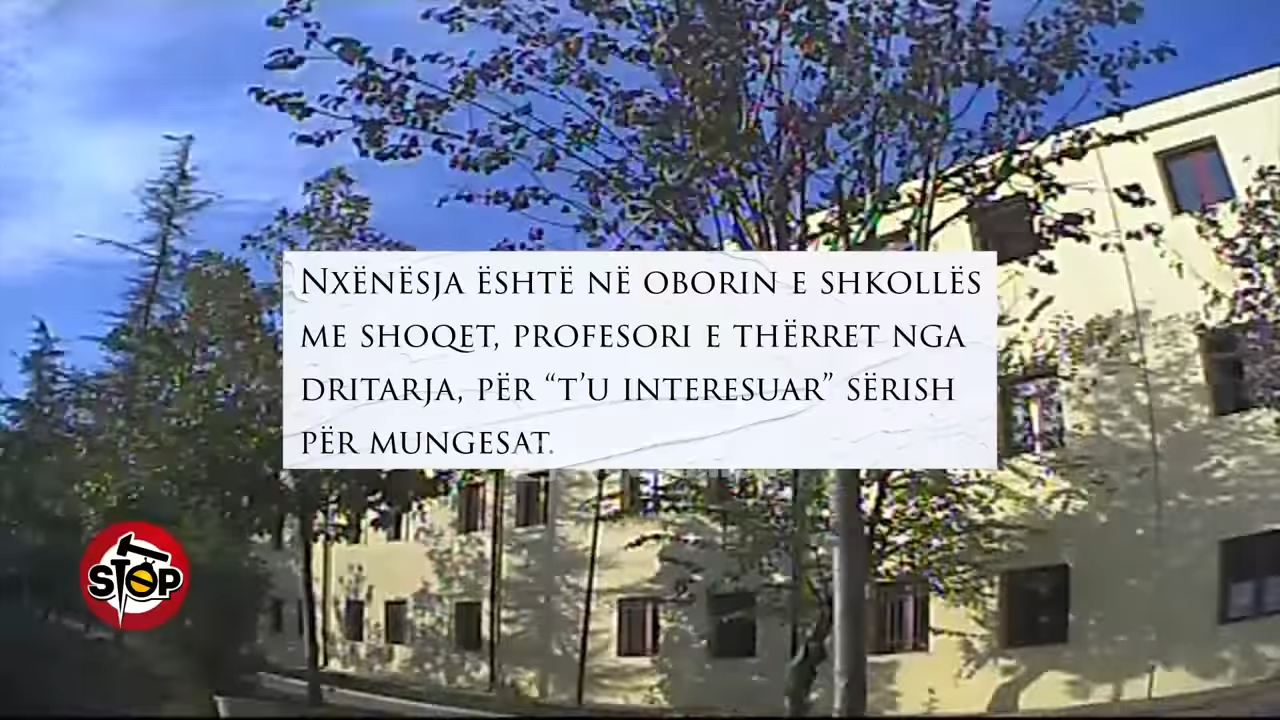 NXËNËSJA ËSHTË NË OBORIN E SHKOLLËS
ME SHOQET, PROFESORI E THËRRET NGA
DRITARJA, PËR “T’U INTERESUAR” SËRISH
PËR MUNGESAT.
STOP